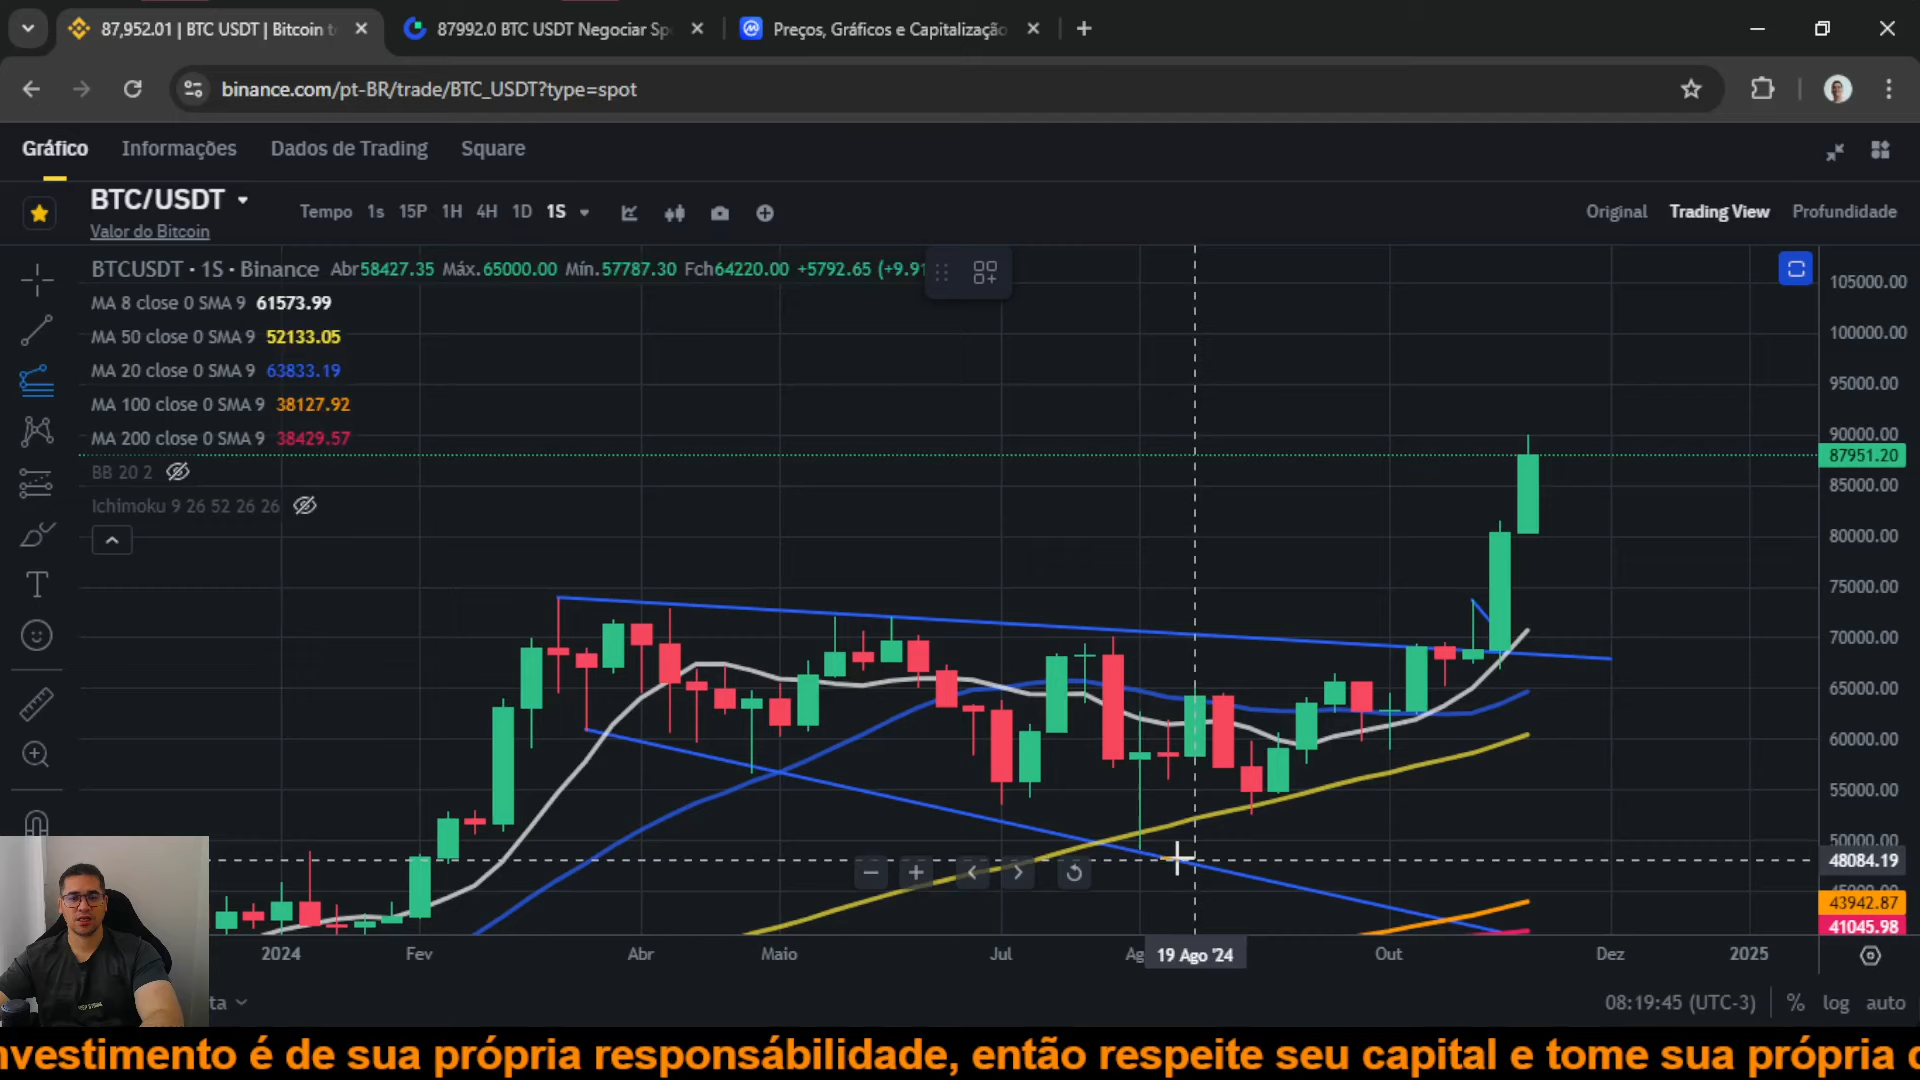 87,952.01 | BTC USDT | Bitcoin t
87992.0 BTC USDT Negociar Sp
Preços, Gráficos e Capitalização
binance.com/pt-BR/trade/BTC_USDT?type=spot
Gráfico Informações Dados de Trading Square
BTC/USDT
Valor do Bitcoin
Tempo 1s 15P 1H 4H 1D 1S
Original Trading View Profundidade
BTCUSDT · 1S · Binance Abr58427.35 Máx.65000.00 Mín.57787.30 Fch64220.00 +5792.65 (+9.91
MA 8 close 0 SMA 9 61573.99
MA 50 close 0 SMA 9 52133.05
MA 20 close 0 SMA 9 63833.19
MA 100 close 0 SMA 9 38127.92
MA 200 close 0 SMA 9 38429.57
BB 20 2
Ichimoku 9 26 52 26 26
105000.00
100000.00
95000.00
90000.00
87951.20
85000.00
80000.00
75000.00
70000.00
65000.00
60000.00
55000.00
50000.00
48084.19
45000.00
43942.87
41045.98
2024 Fev Abr Maio Jul Ag 19 Ago '24 Out Dez 2025
ta
08:19:45 (UTC-3) % log auto
nvestimento é de sua própria responsábilidade, então respeite seu capital e tome sua própria